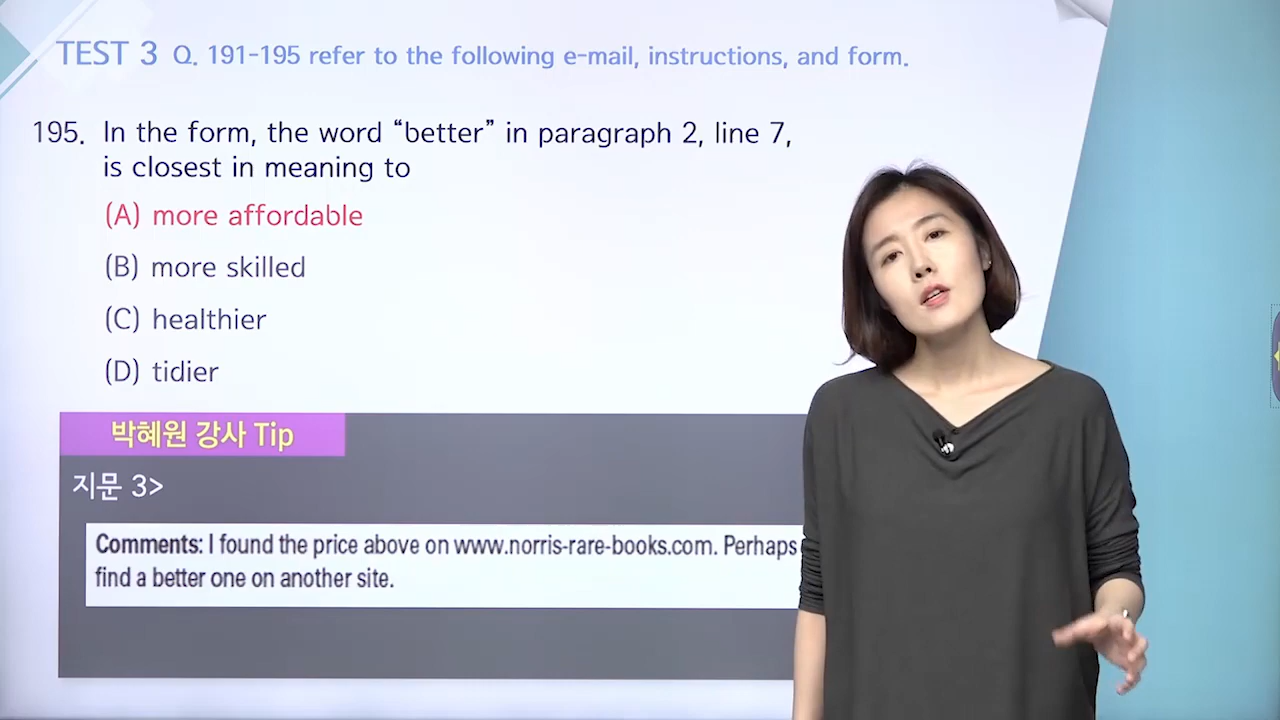 TEST 3 Q. 191-195 refer to the following e-mail, instructions, and form.
195. In the form, the word “better” in paragraph 2, line 7,
is closest in meaning to
(A) more affordable
(B) more skilled
(C) healthier
(D) tidier
박혜원 강사 Tip
지문 3>
Comments: I found the price above on www.norris-rare-books.com. Perhaps
find a better one on another site.